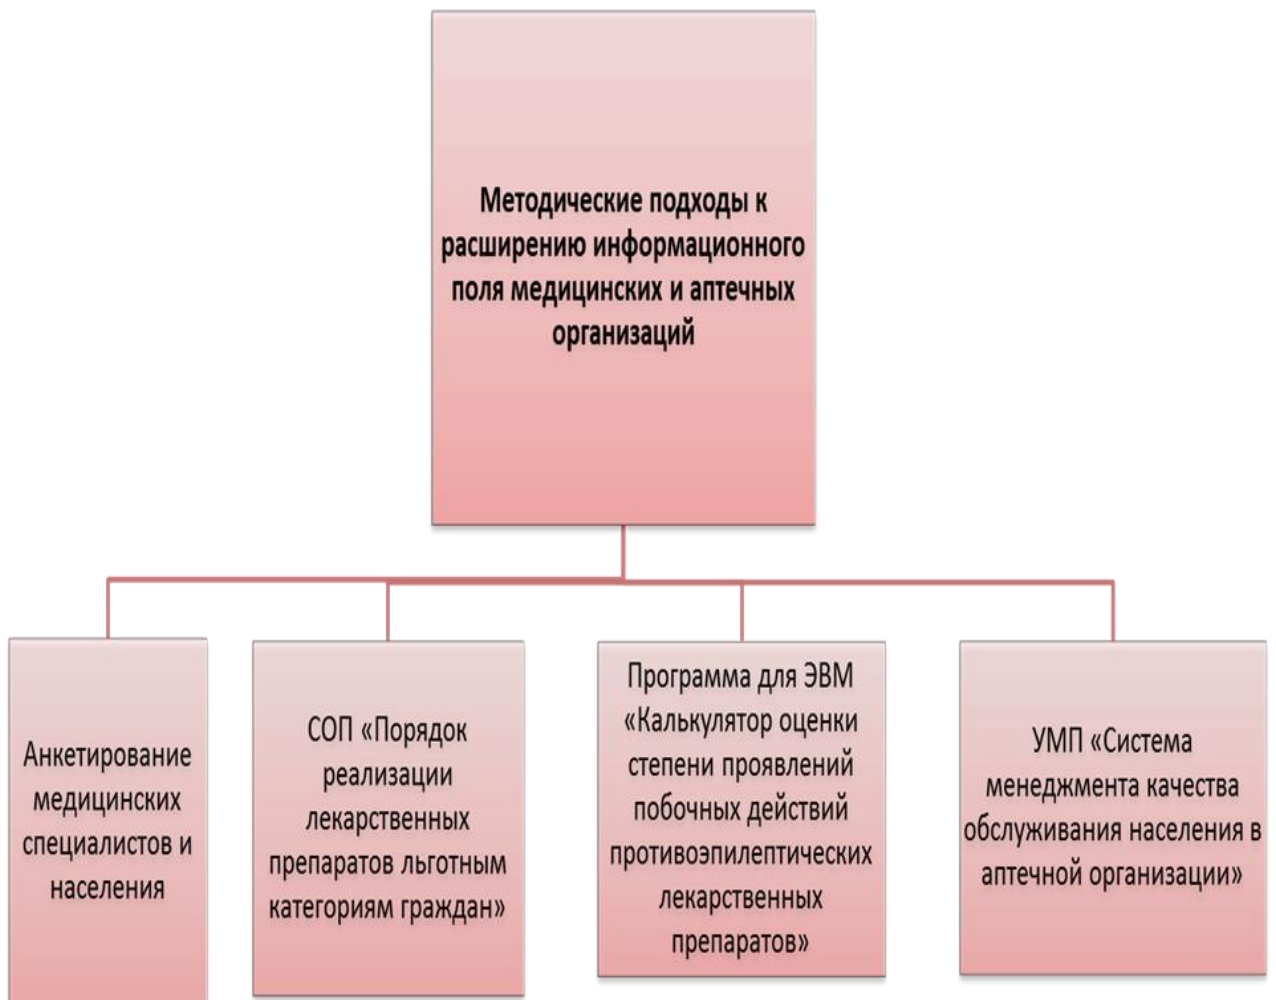 Методические подходы к
расширению информационного
поля медицинских и аптечных
организаций
Анкетирование
медицинских
специалистов и
населения
СОП «Порядок
реализации
лекарственных
препаратов льготным
категориям граждан»
Программа для ЭВМ
«Калькулятор оценки
степени проявлений
побочных действий
противоэпилептических
лекарственных
препаратов»
УМП «Система
менеджмента качества
обслуживания населения в
аптечной организации»